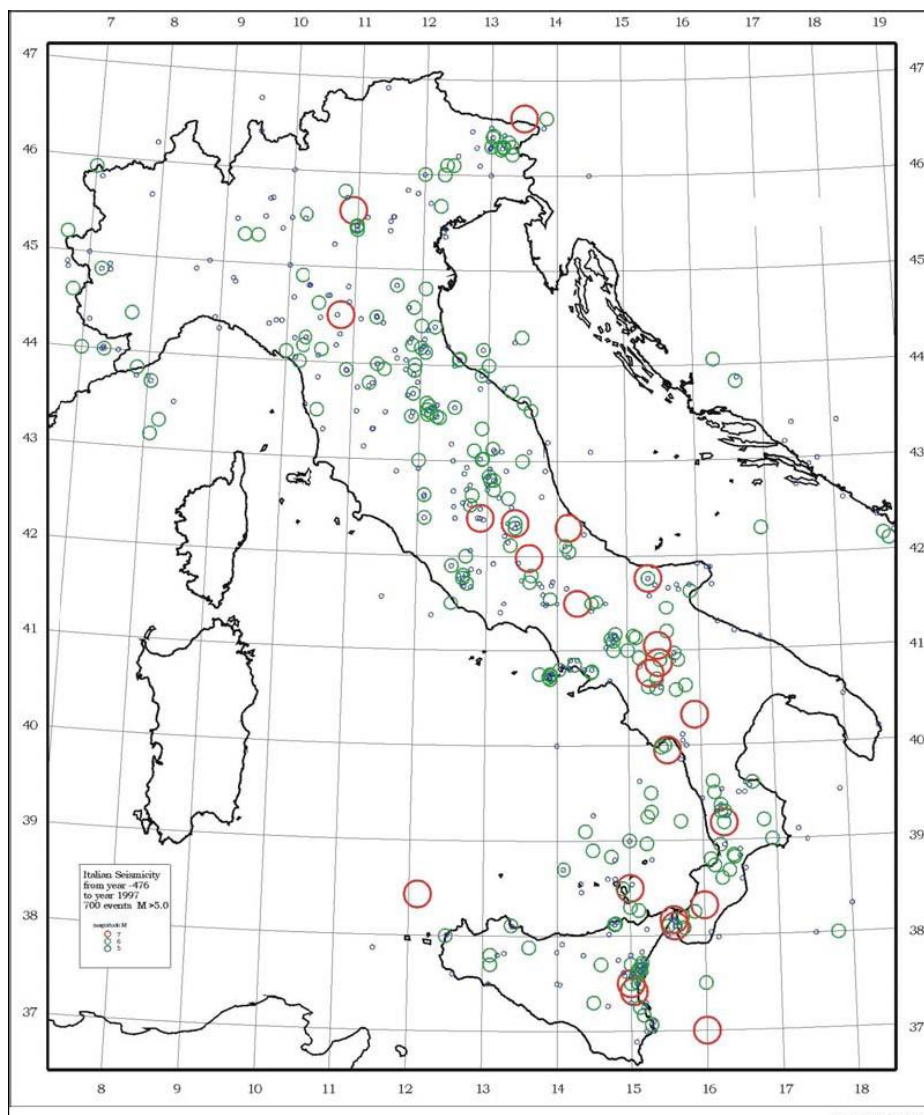 7 8 9 10 11 12 13 14 15 16 17 18 19
47 47
46 46
45 45
44 44
43 43
42 42
41 41
40 40
39 39
Italian Seismicity
from year -476
to year 1997
700 events M >5.0
magnitude M
7
6
5
38 38
37 37
8 9 10 11 12 13 14 15 16 17 18